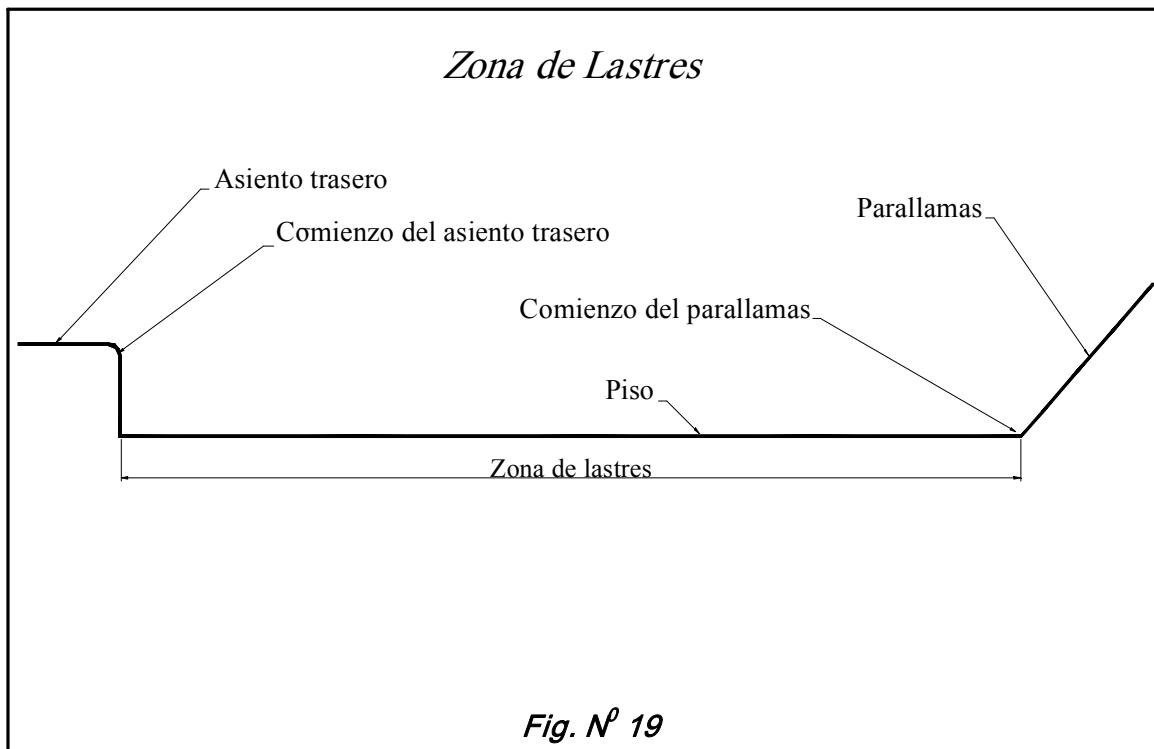 Zona de Lastres
Asiento trasero
Parallamas
Comienzo del asiento trasero
Comienzo del parallamas
Piso
Zona de lastres
Fig. Nº 19